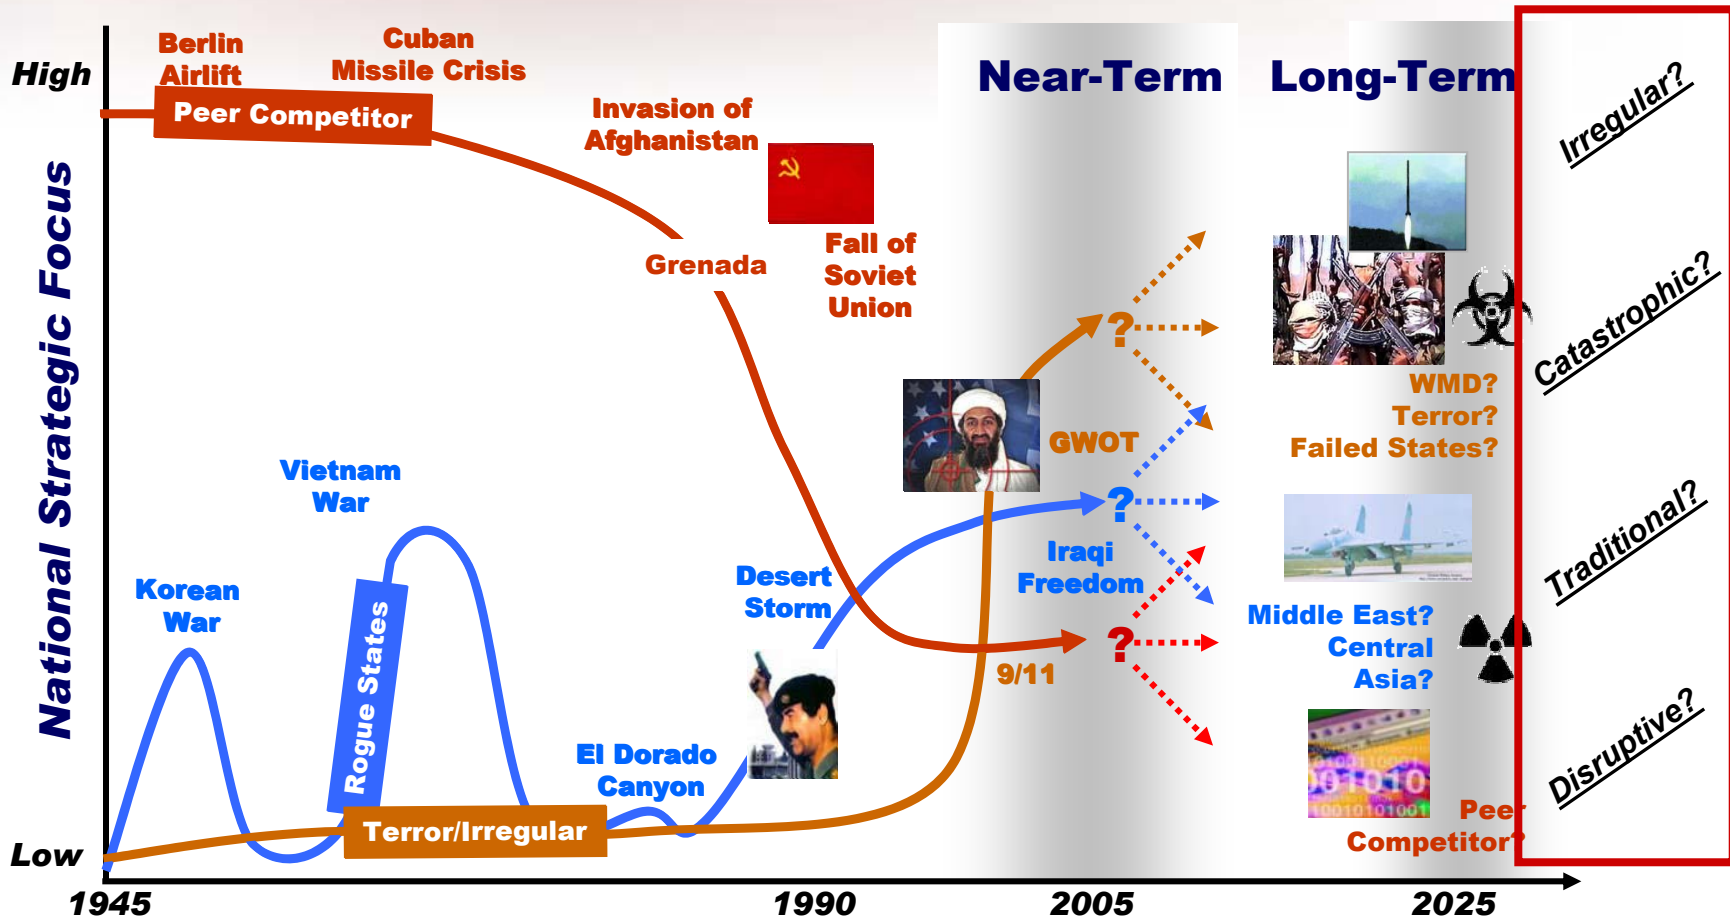 Berlin
Airlift
Cuban
Missile Crisis
High
Peer Competitor
Invasion of
Afghanistan
Near-Term
Long-Term
Irregular?
National Strategic Focus
Grenada
Fall of
Soviet
Union
?
Catastrophic?
WMD?
Terror?
Failed States?
GWOT
Vietnam
War
?
Traditional?
Korean
War
Rogue States
Desert
Storm
Iraqi
Freedom
?
9/11
Middle East?
Central
Asia?
El Dorado
Canyon
Disruptive?
001010
10010101001
Terror/Irregular
Peer
Competitor?
Low
1945
1990
2005
2025